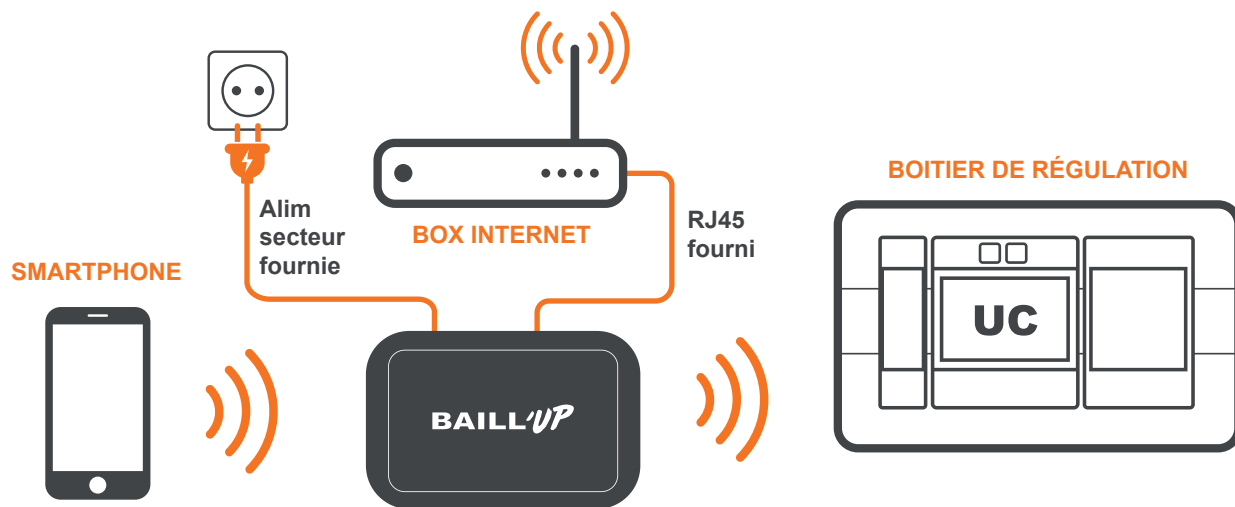 BOITIER DE RÉGULATION
Alim
secteur
fournie
BOX INTERNET
RJ45
fourni
SMARTPHONE
UC
BAILL'UP